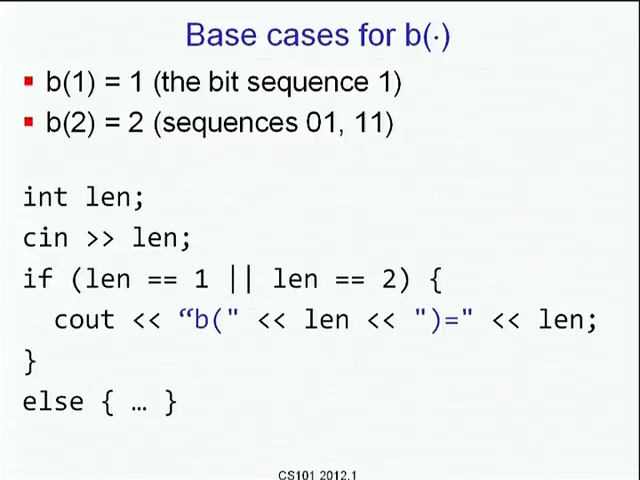 Base cases for b(·)
▪ b(1) = 1 (the bit sequence 1)
▪ b(2) = 2 (sequences 01, 11)
int len;
cin >> len;
if (len == 1 || len == 2) {
  cout << “b(" << len << ")=" << len;
}
else { … }
CS101 2012.1